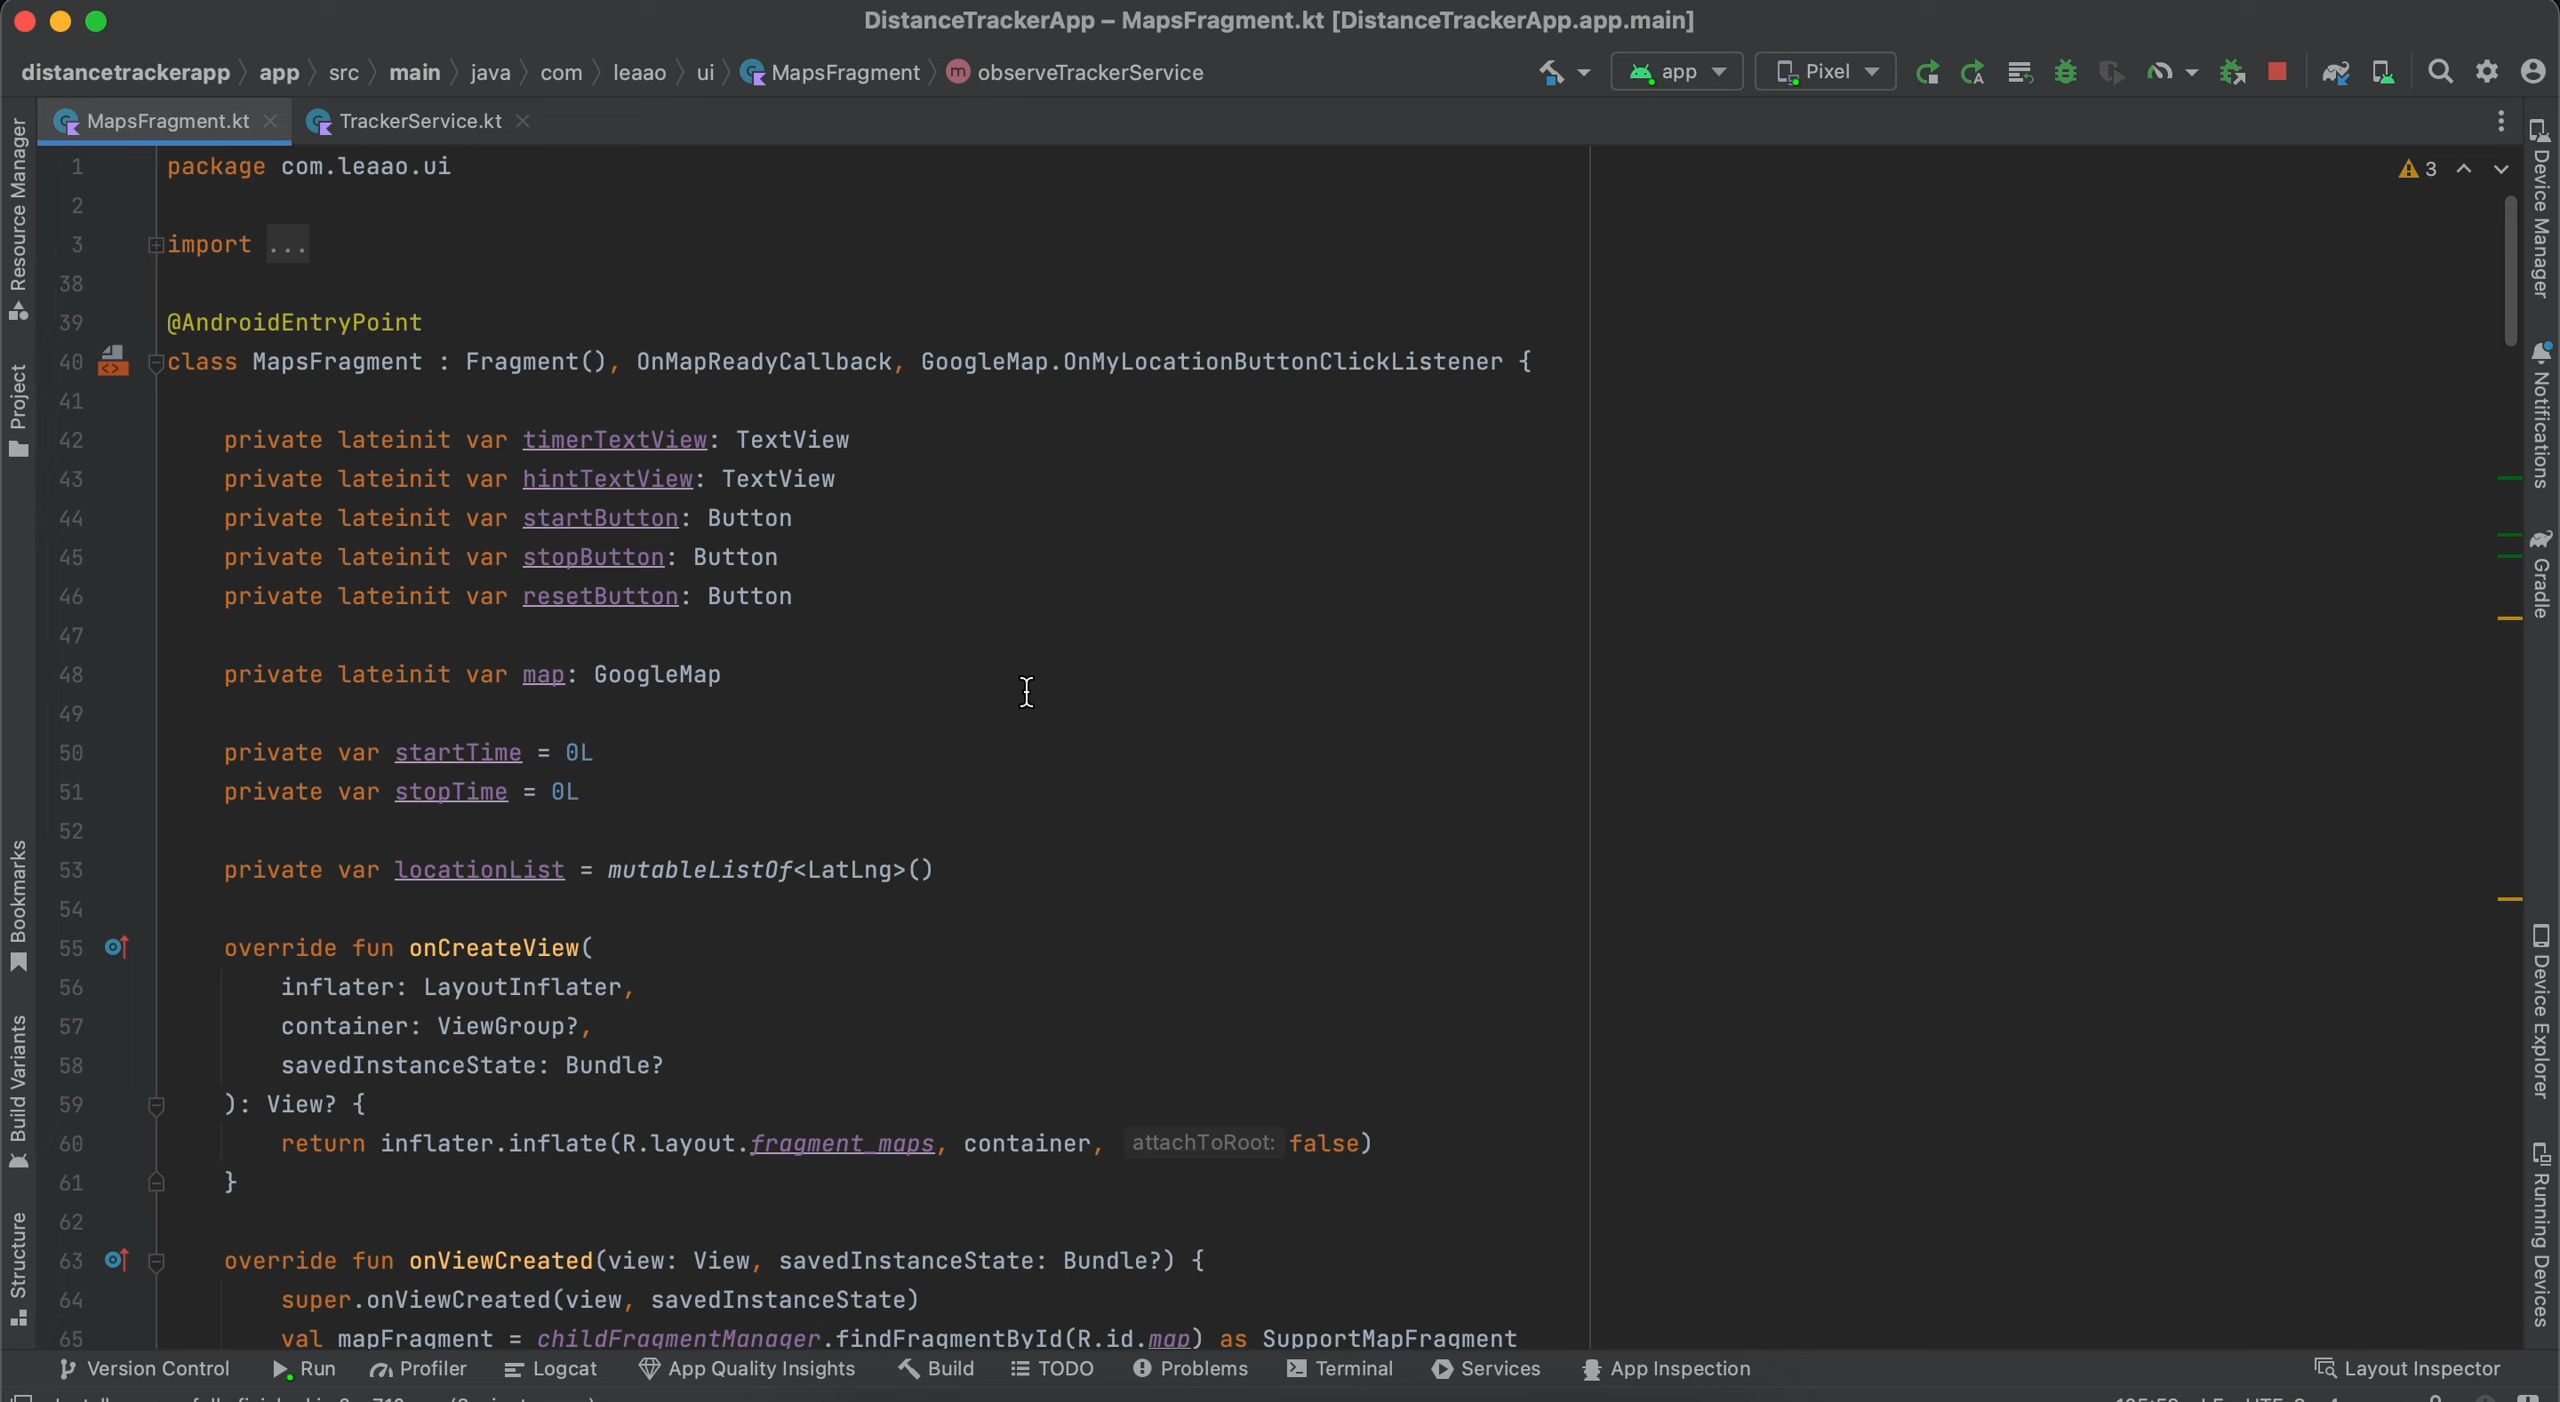 DistanceTrackerApp – MapsFragment.kt [DistanceTrackerApp.app.main]
distancetrackerapp app src main java com leaao ui MapsFragment m observeTrackerService app Pixel
MapsFragment.kt TrackerService.kt
3
1 package com.leaao.ui
2
3 import ...
38
39 @AndroidEntryPoint
40 class MapsFragment : Fragment(), OnMapReadyCallback, GoogleMap.OnMyLocationButtonClickListener {
41
42 private lateinit var timerTextView: TextView
43 private lateinit var hintTextView: TextView
44 private lateinit var startButton: Button
45 private lateinit var stopButton: Button
46 private lateinit var resetButton: Button
47
48 private lateinit var map: GoogleMap
49
50 private var startTime = 0L
51 private var stopTime = 0L
52
53 private var locationList = mutableListOf<LatLng>()
54
55 override fun onCreateView(
56 inflater: LayoutInflater,
57 container: ViewGroup?,
58 savedInstanceState: Bundle?
59 ): View? {
60 return inflater.inflate(R.layout.fragment_maps, container, attachToRoot: false)
61 }
62
63 override fun onViewCreated(view: View, savedInstanceState: Bundle?) {
64 super.onViewCreated(view, savedInstanceState)
65 val mapFragment = childFragmentManager.findFragmentById(R.id.map) as SupportMapFragment
Resource Manager
Project
Bookmarks
Build Variants
Structure
Device Manager
Notifications
Gradle
Device Explorer
Running Devices
Version Control Run Profiler Logcat App Quality Insights Build TODO Problems Terminal Services App Inspection Layout Inspector